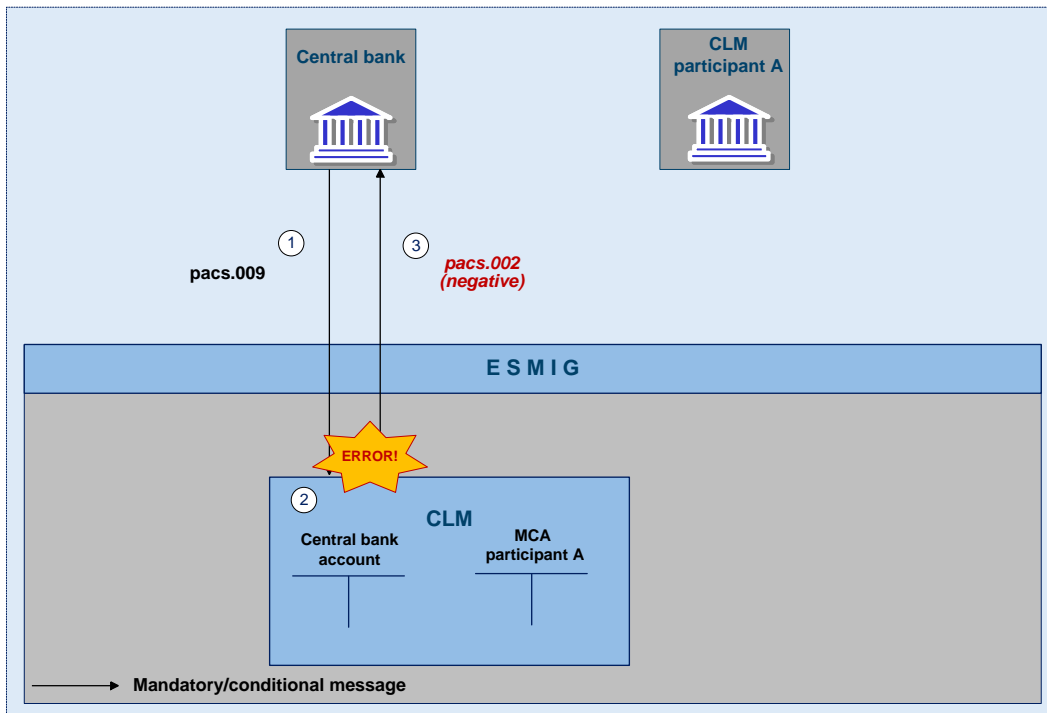 Central bank
CLM
participant A
1
3
pacs.009
pacs.002
(negative)
E S M I G
ERROR!
2
CLM
Central bank
account
MCA
participant A
Mandatory/conditional message